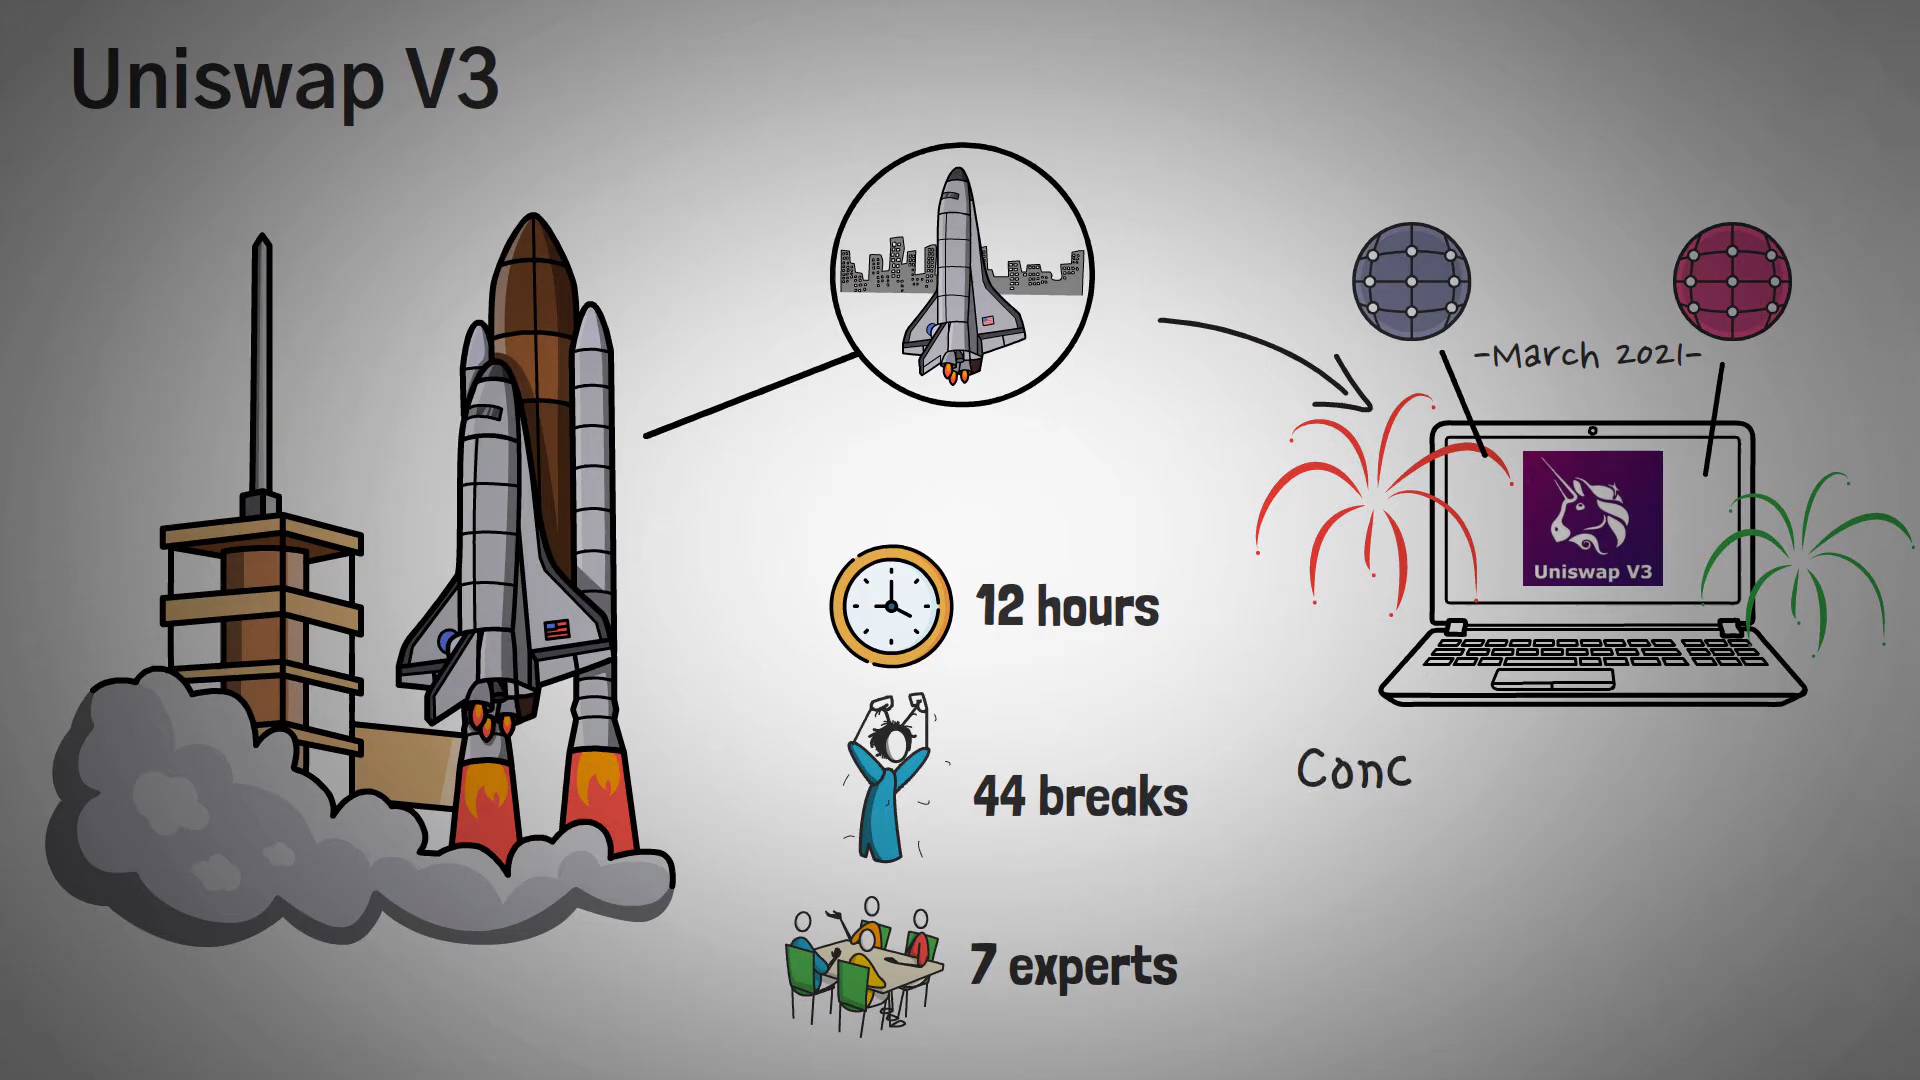 Uniswap V3
-March 2021-
Uniswap V3
12 hours
44 breaks
Conc
7 experts